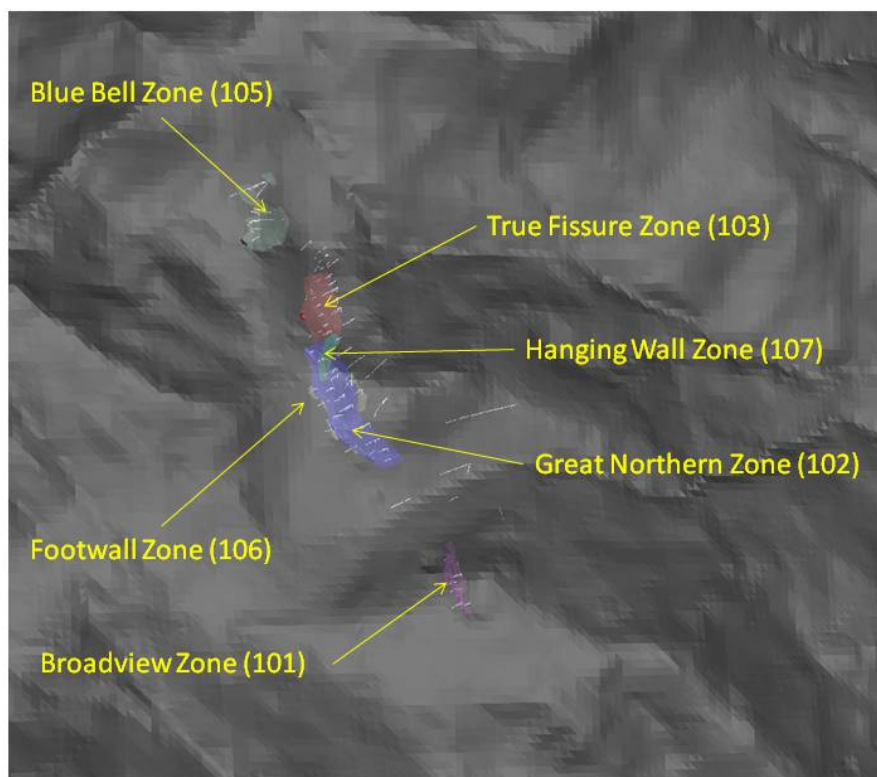 Blue Bell Zone (105)
True Fissure Zone (103)
Hanging Wall Zone (107)
Great Northern Zone (102)
Footwall Zone (106)
Broadview Zone (101)